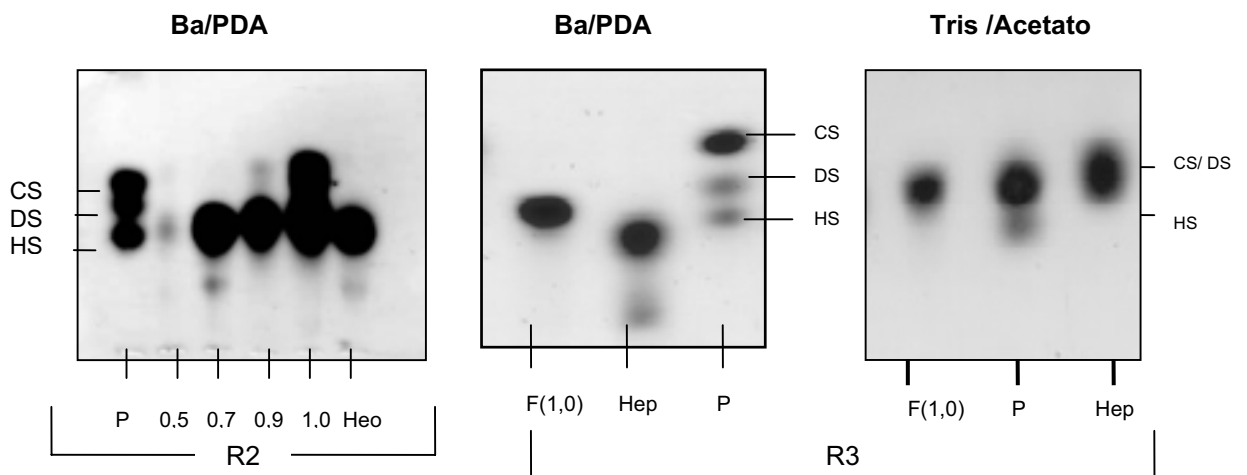 Ba/PDA
Ba/PDA
Tris /Acetato
CS
DS
HS
CS
DS
HS
CS/ DS
HS
P 0,5 0,7 0,9 1,0 Heo
F(1,0) Hep P
F(1,0) P Hep
R2
R3